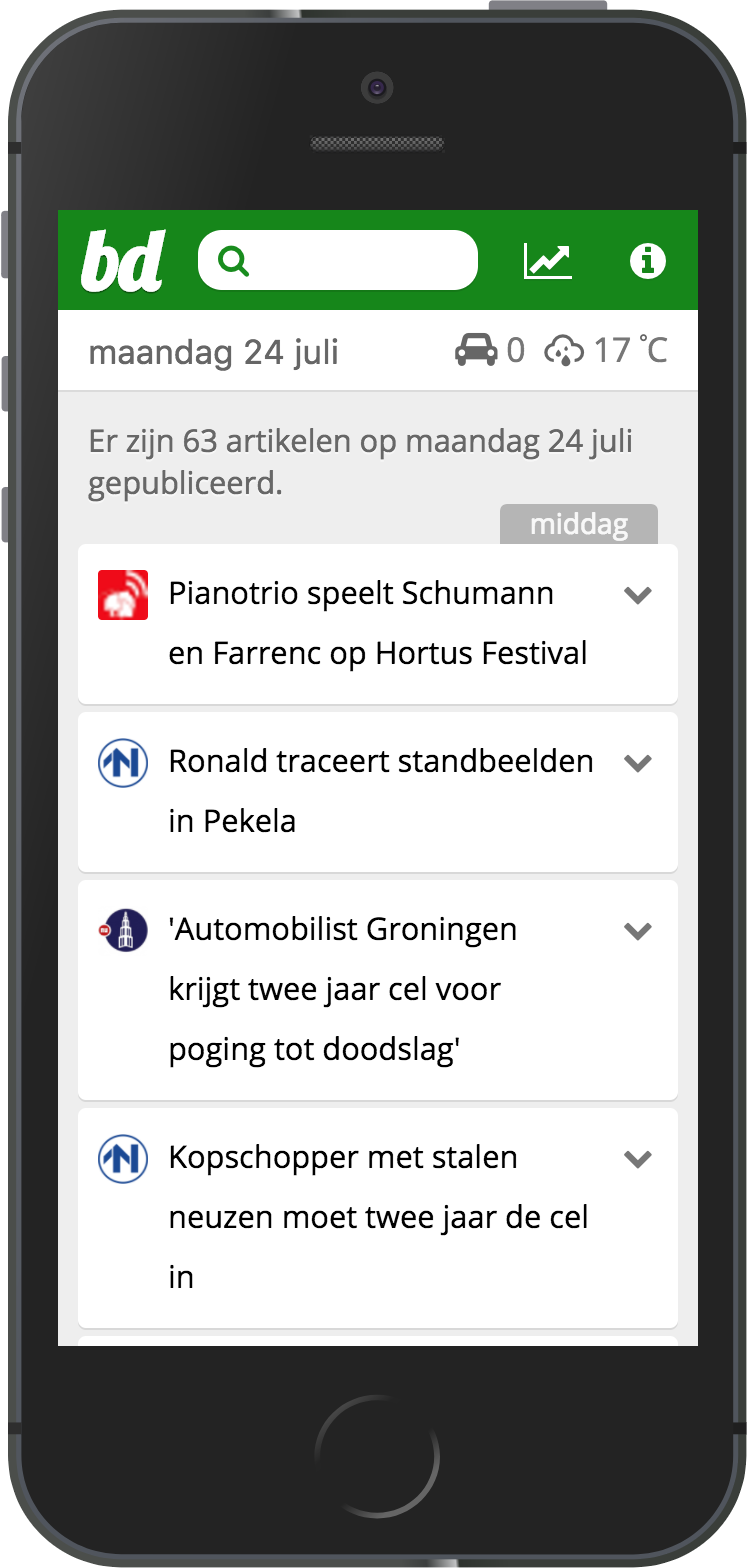 bd
maandag 24 juli
0
17 °C
Er zijn 63 artikelen op maandag 24 juli
gepubliceerd.
middag
Pianotrio speelt Schumann
en Farrenc op Hortus Festival
N
Ronald traceert standbeelden
in Pekela
'Automobilist Groningen
krijgt twee jaar cel voor
poging tot doodslag'
N
Kopschopper met stalen
neuzen moet twee jaar de cel
in